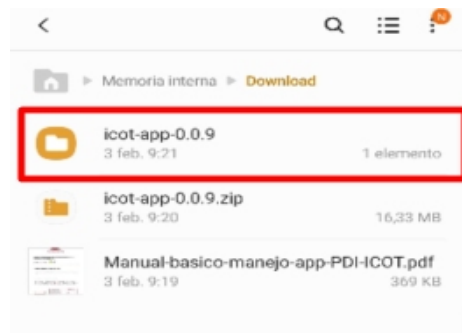 N
Memoria interna Download
icot-app-0.0.9
3 feb. 9:21 1 elemento
icot-app-0.0.9.zip
3 feb. 9:20 16,33 MB
Manual-basico-manejo-app-PDI-ICOT.pdf
3 feb. 9:19 369 KB